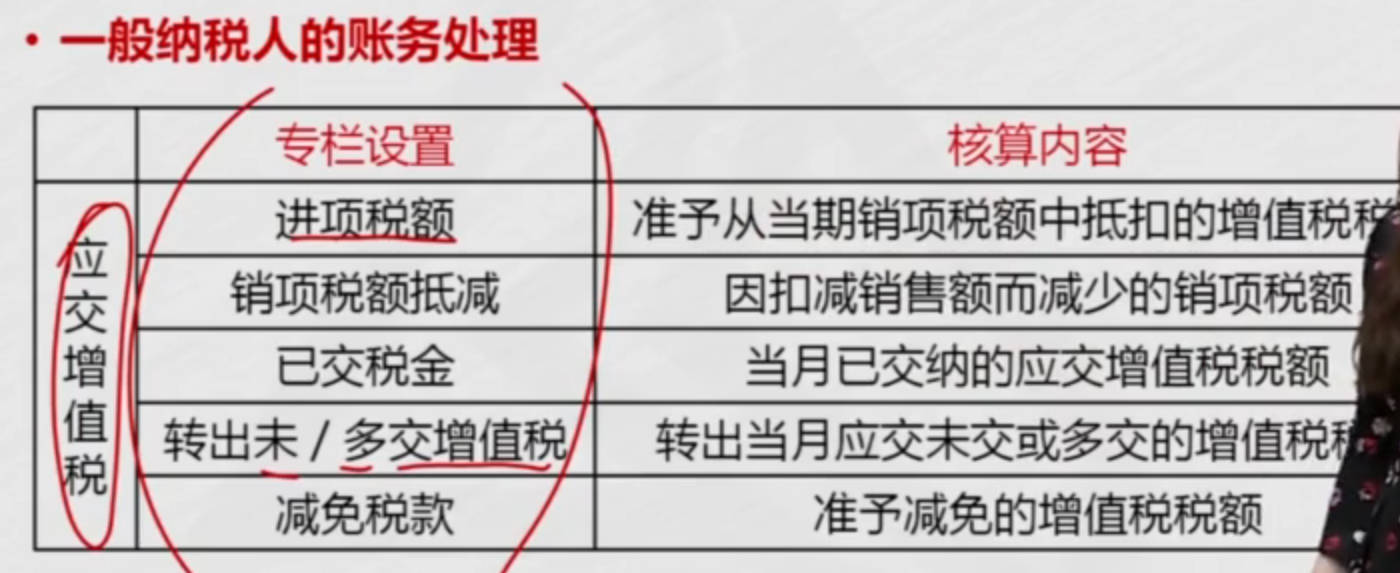 • 一般纳税人的账务处理
专栏设置 核算内容
应交增值税
进项税额 准予从当期销项税额中抵扣的增值税
销项税额抵减 因扣减销售额而减少的销项税额
已交税金 当月已交纳的应交增值税税额
转出未/多交增值税 转出当月应交未交或多交的增值税
减免税款 准予减免的增值税税额